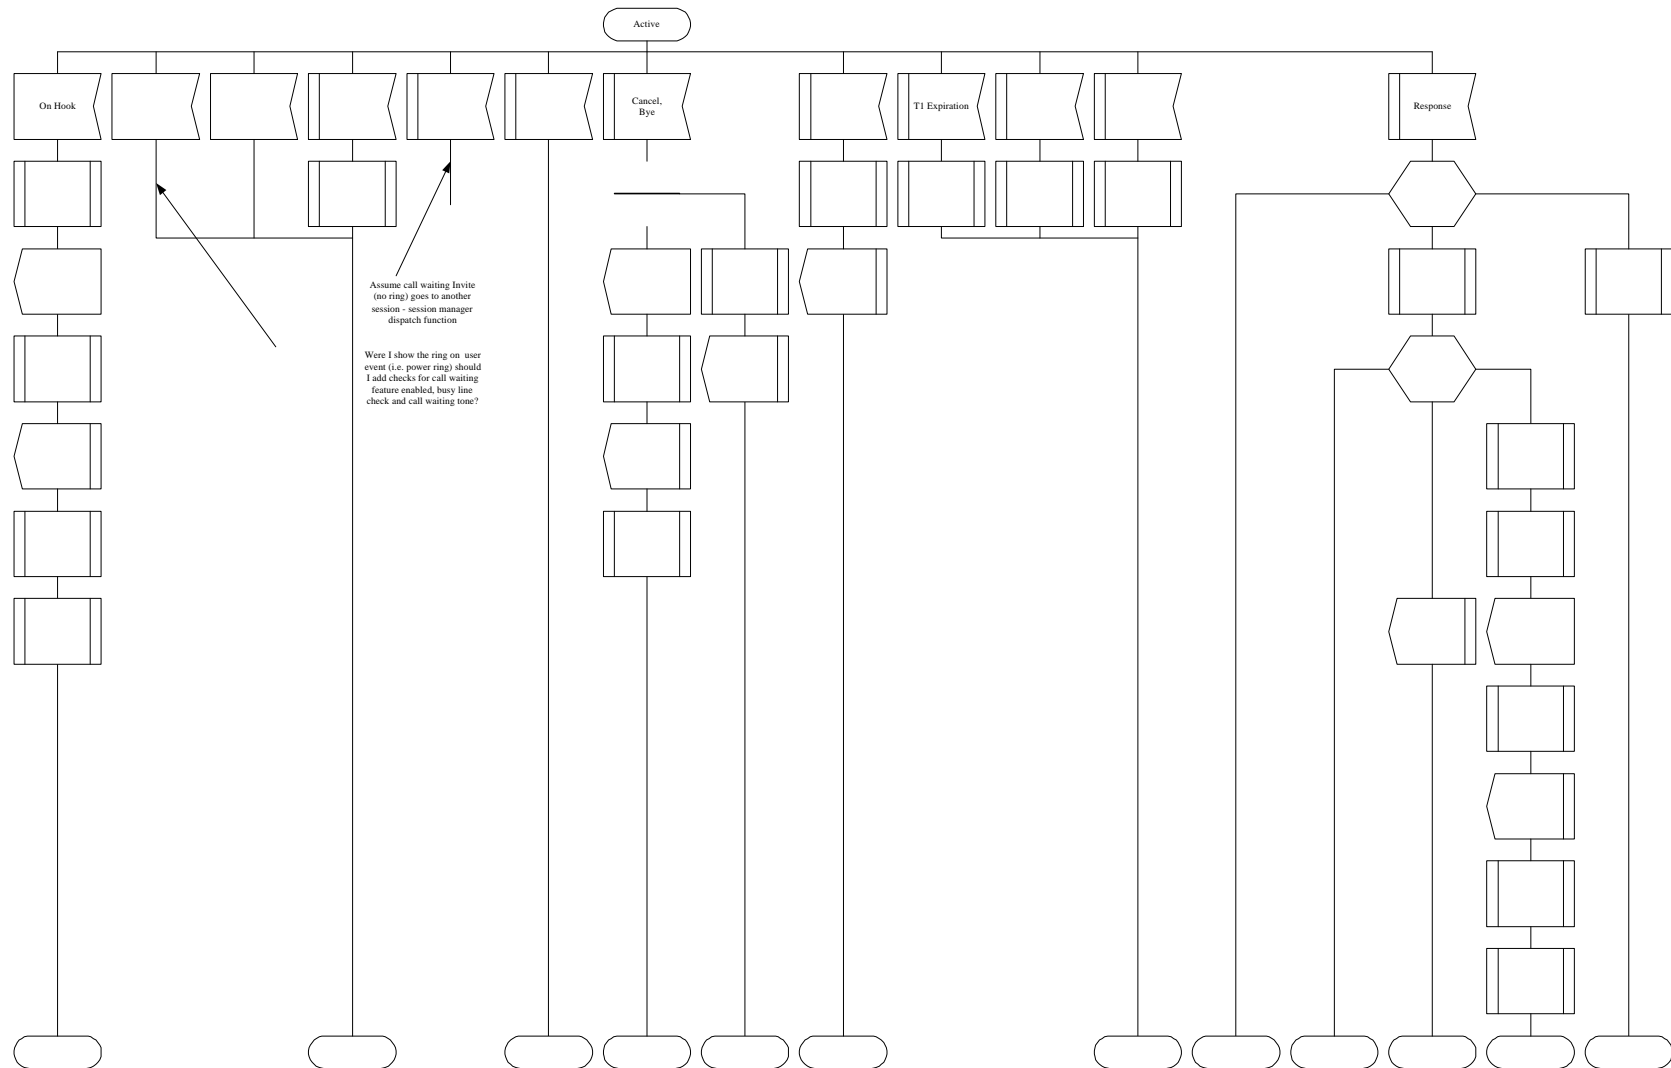 Active
On Hook
Cancel,
Bye
T1 Expiration
Response
Assume call waiting Invite
(no ring) goes to another
session - session manager
dispatch function
Were I show the ring on  user
event (i.e. power ring) should
I add checks for call waiting
feature enabled, busy line
check and call waiting tone?